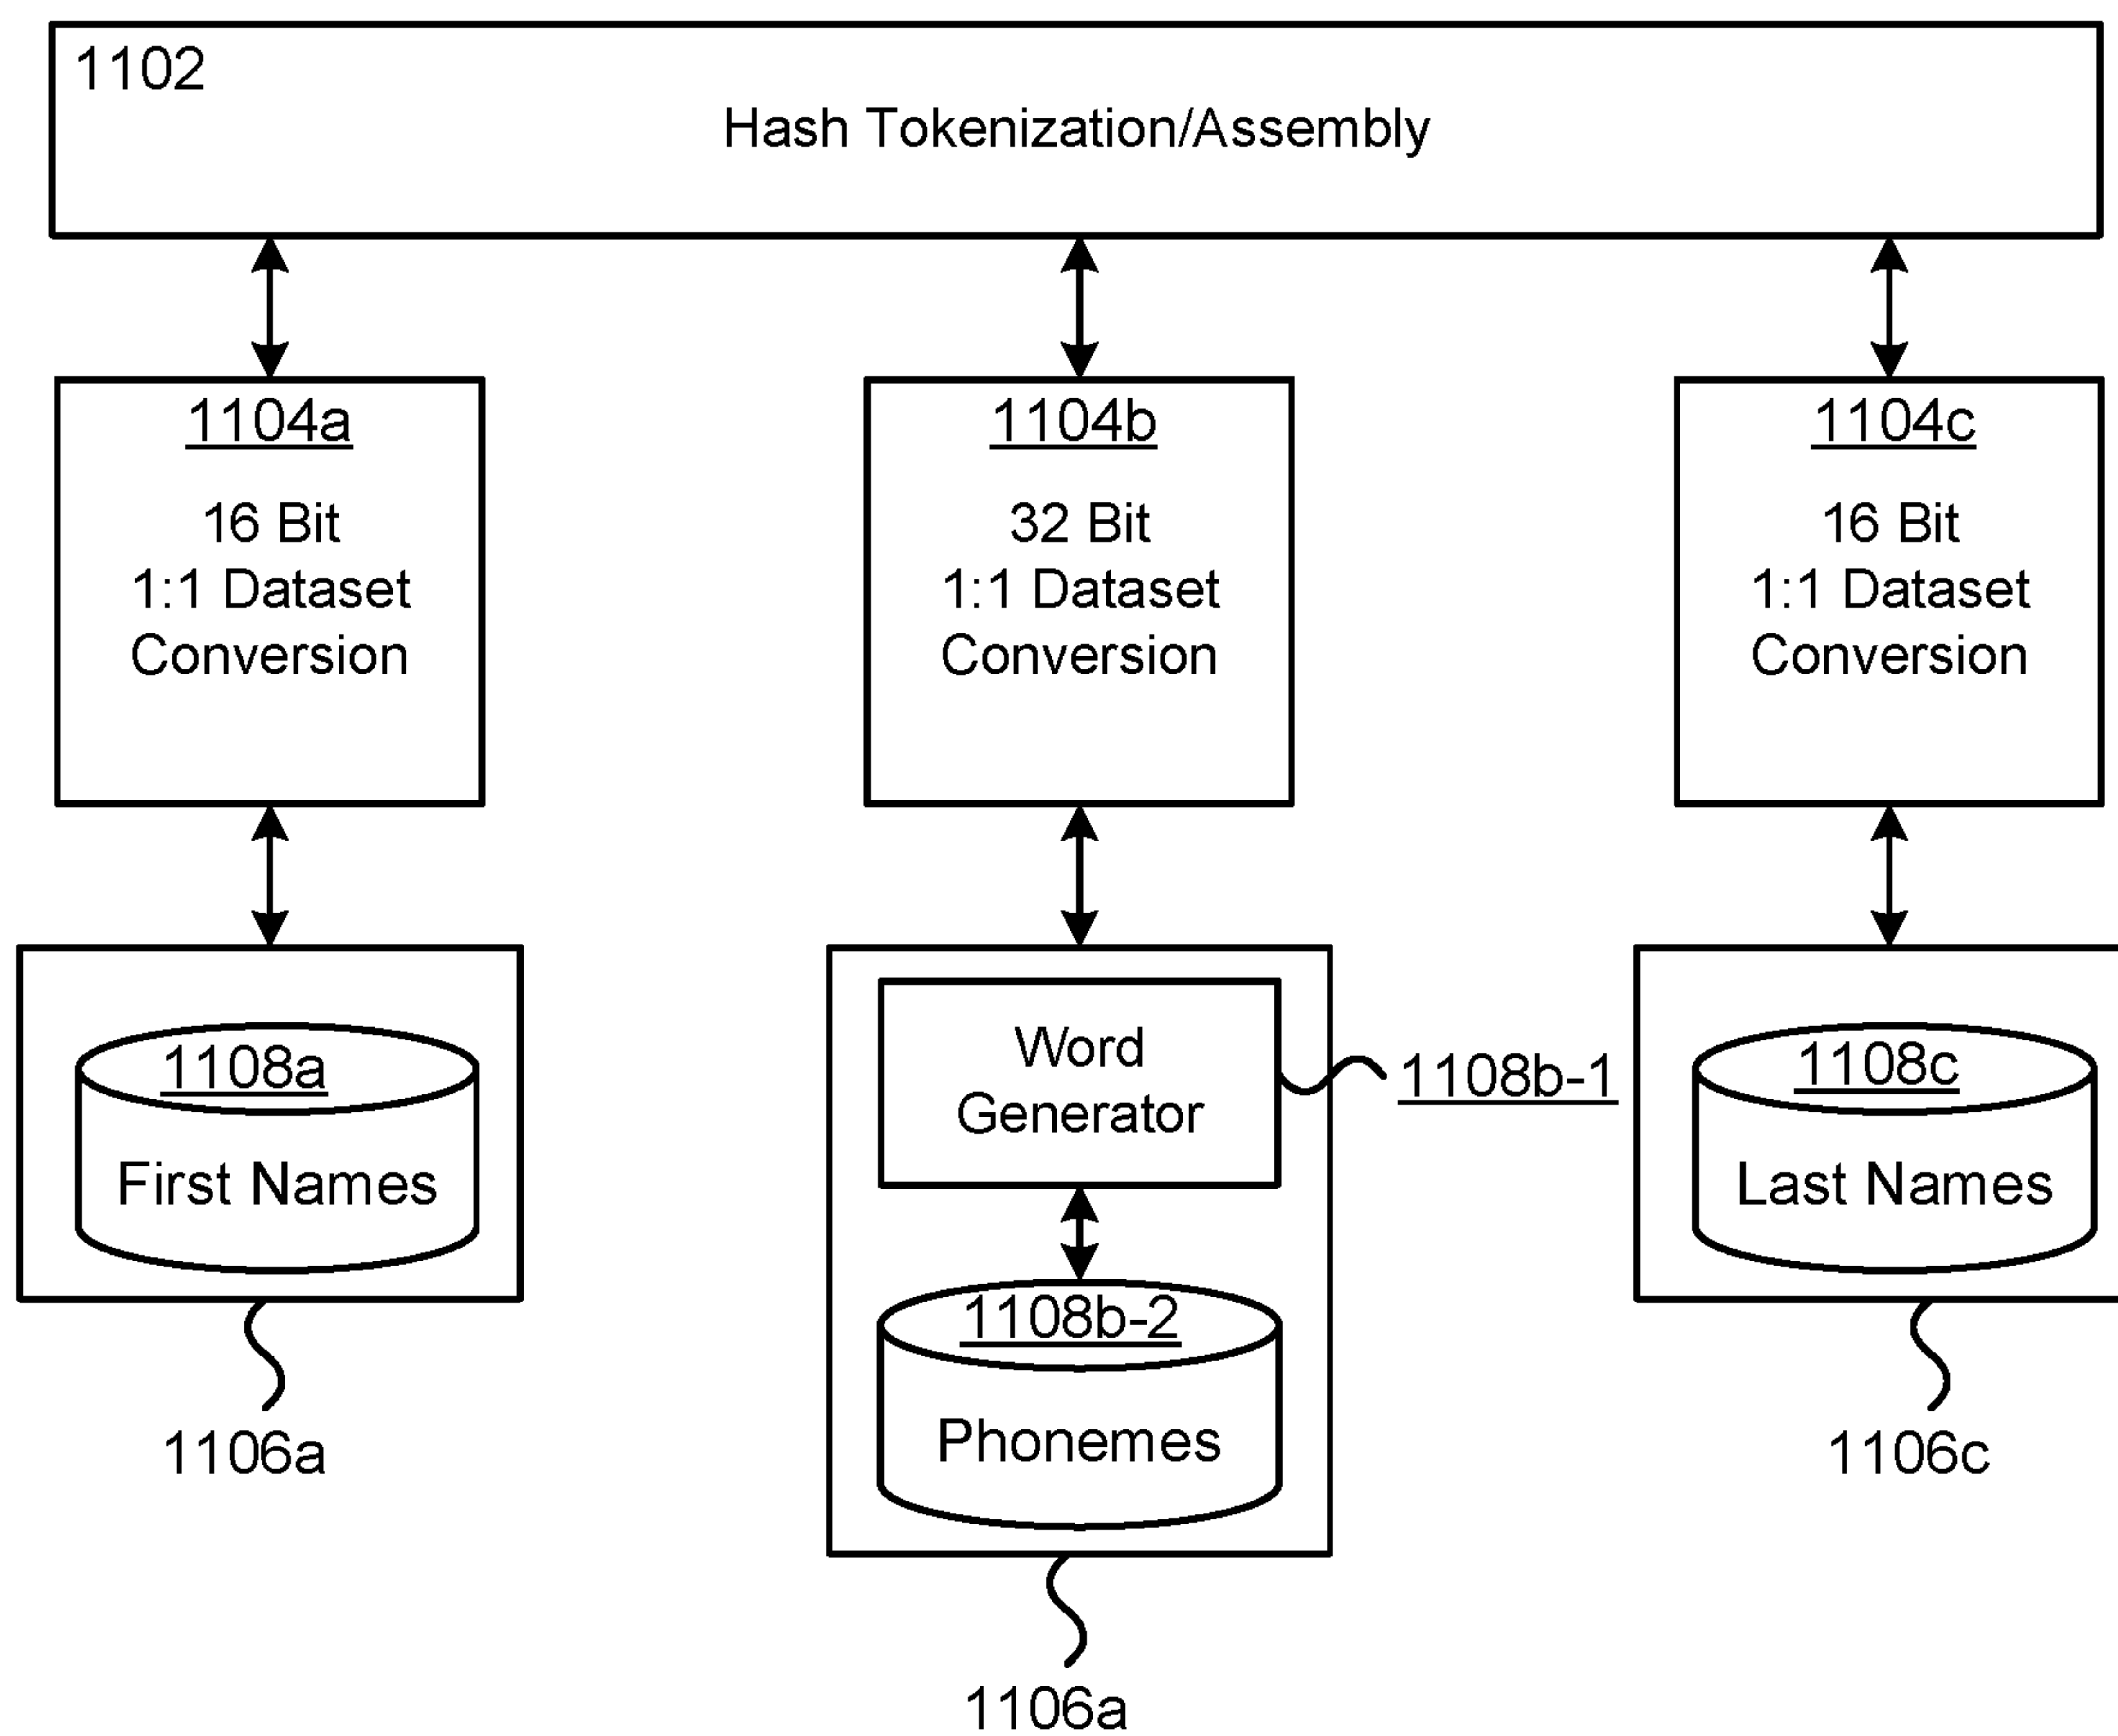 1102
Hash Tokenization/Assembly
1104a
16 Bit
1:1 Dataset
Conversion
1104b
32 Bit
1:1 Dataset
Conversion
1104c
16 Bit
1:1 Dataset
Conversion
1108a
First Names
1106a
Word
Generator
1108b-1
1108b-2
Phonemes
1106a
1108c
Last Names
1106c